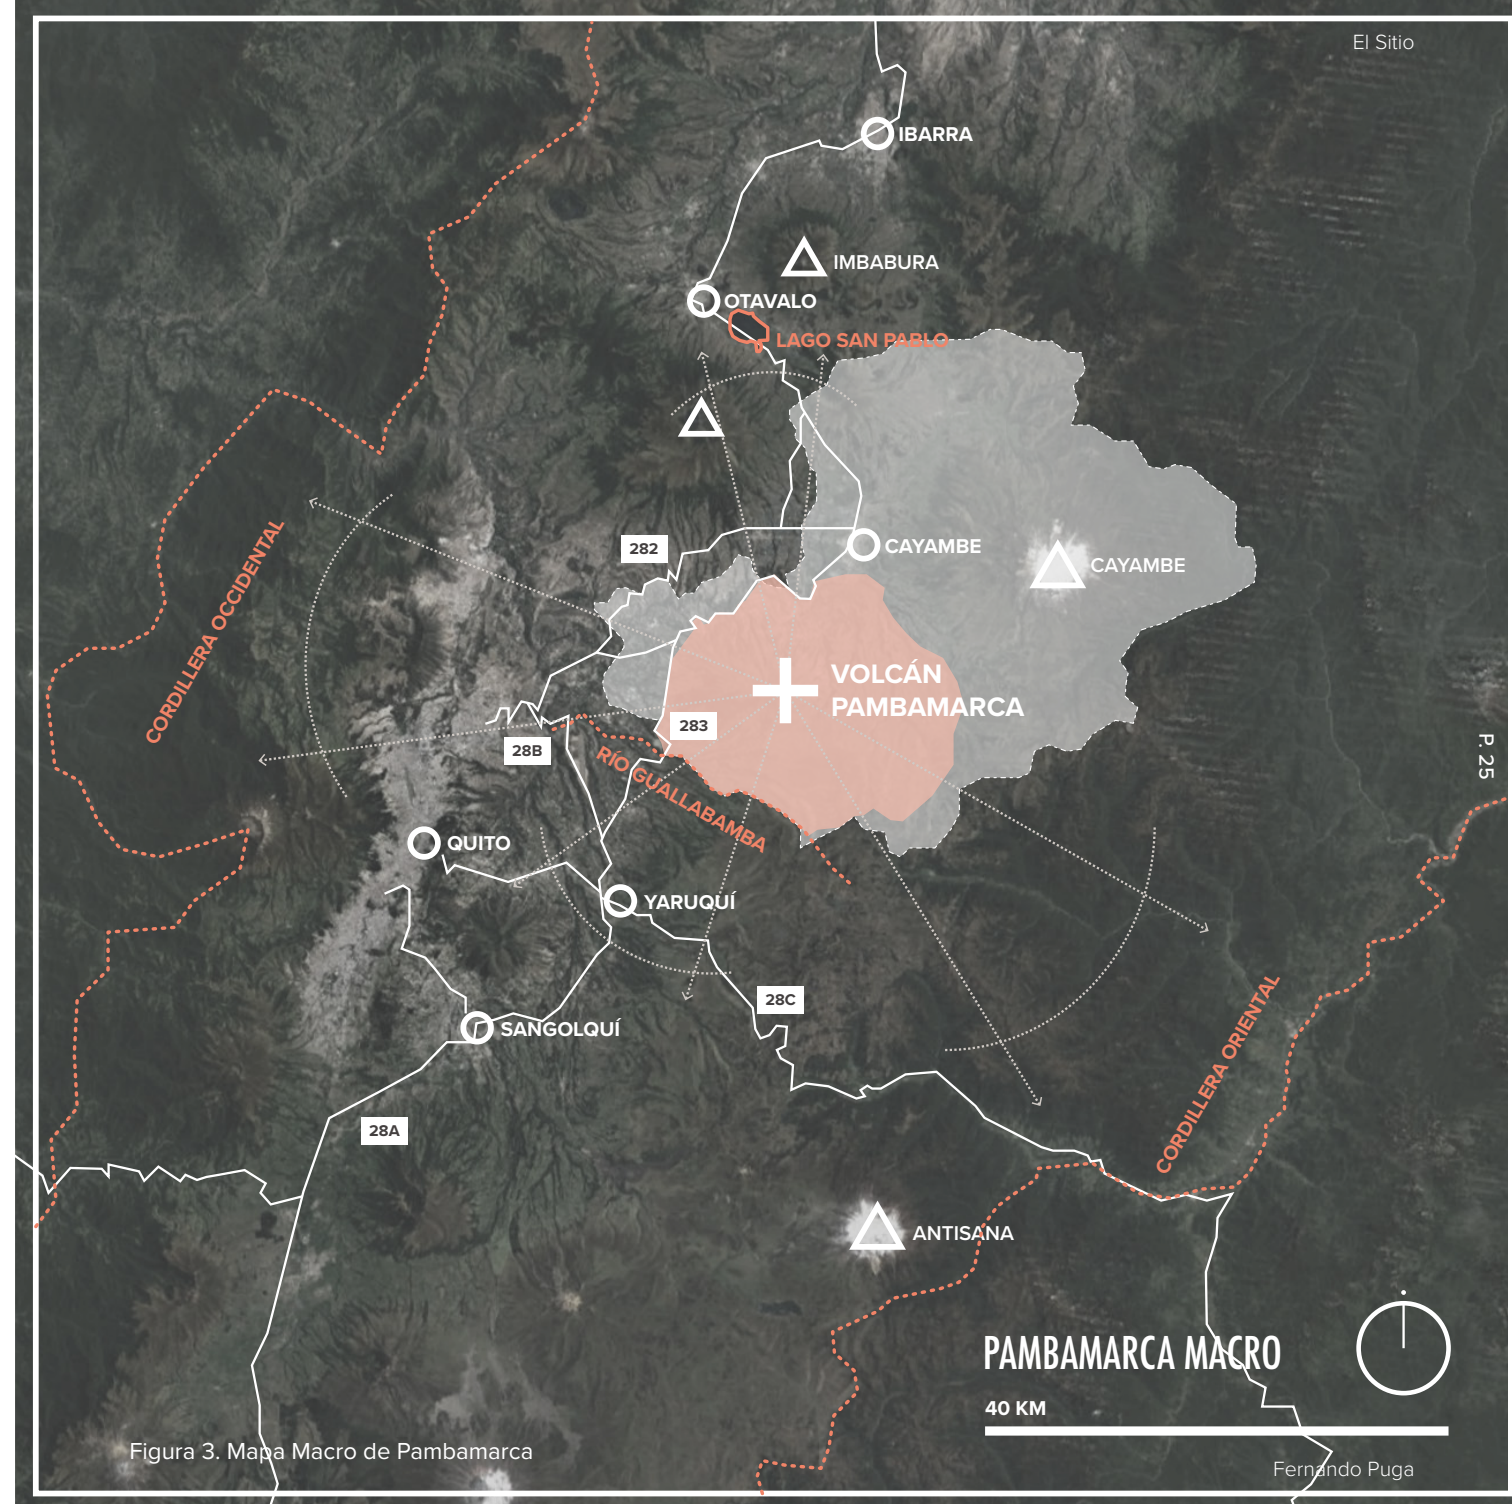 El Sitio
IBARRA
IMBABURA
OTAVALO
LAGO SAN PABLO
CORDILLERA OCCIDENTAL
282
CAYAMBE
CAYAMBE
VOLCÁN
PAMBAMARCA
283
28B
RÍO GUALLABAMBA
P. 25
QUITO
YARUQUÍ
28C
SANGOLQUÍ
CORDILLERA ORIENTAL
28A
ANTISANA
PAMBAMARCA MACRO
40 KM
Figura 3. Mapa Macro de Pambamarca
Fernando Puga